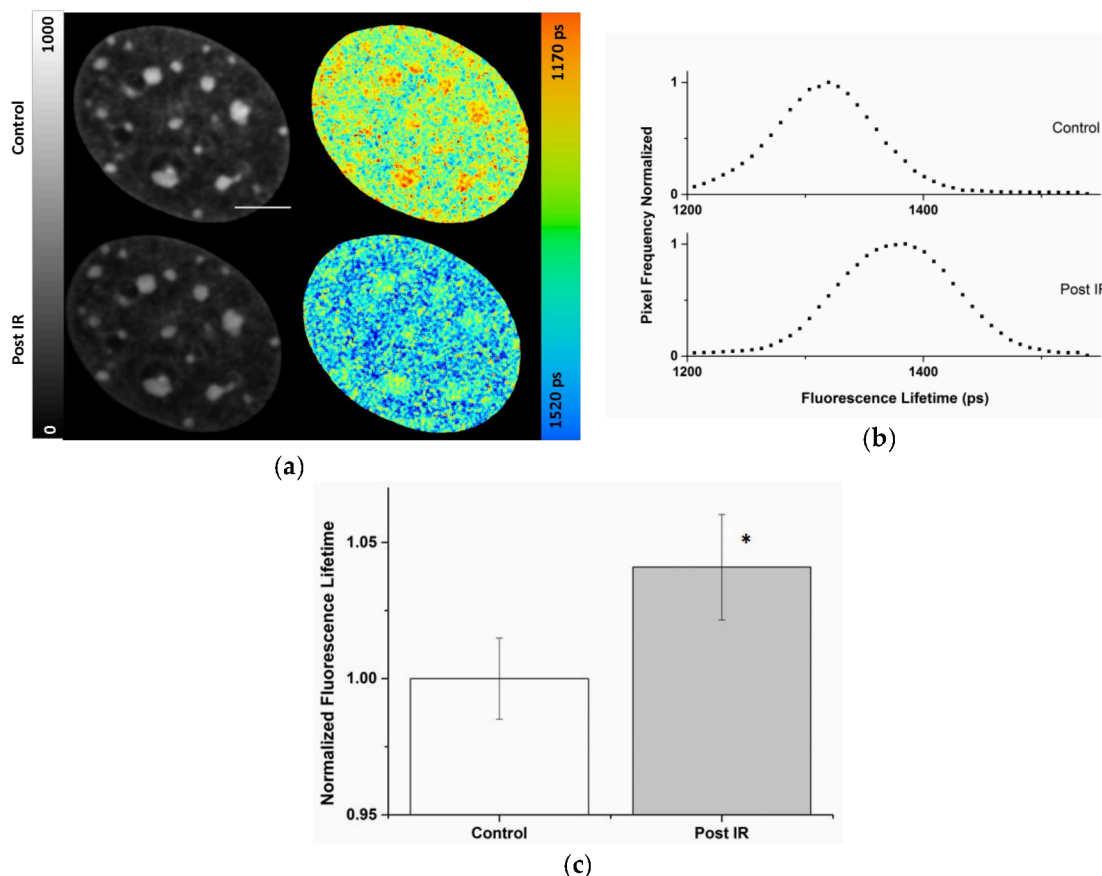 1000
Control
Post IR
0
1170 ps
1520 ps
(a)
Pixel Frequency Normalized
1
0
1200
1400
Control
1
0
1200
1400
Post IR
Fluorescence Lifetime (ps)
(b)
Normalized Fluorescence Lifetime
1.05
*
1.00
0.95
Control
Post IR
(c)